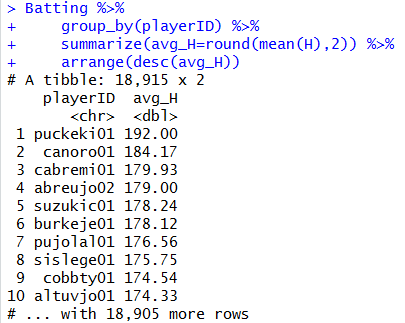 > Batting %>%
+     group_by(playerID) %>%
+     summarize(avg_H=round(mean(H),2)) %>%
+     arrange(desc(avg_H))
# A tibble: 18,915 x 2
    playerID  avg_H
       <chr>  <dbl>
 1 puckeki01 192.00
 2  canoro01 184.17
 3 cabremi01 179.93
 4 abreujo02 179.00
 5 suzukic01 178.24
 6 burkeje01 178.12
 7 pujolal01 176.56
 8 sislege01 175.75
 9  cobbty01 174.54
10 altuvjo01 174.33
# ... with 18,905 more rows